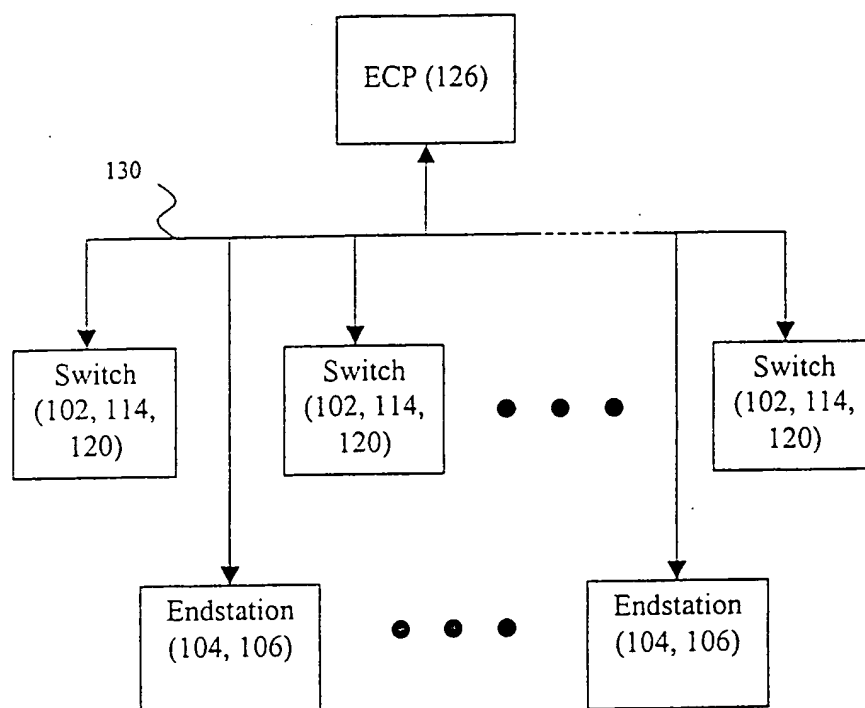 ECP (126)
130
Switch
(102, 114,
120)
Switch
(102, 114,
120)
Switch
(102, 114,
120)
Endstation
(104, 106)
Endstation
(104, 106)